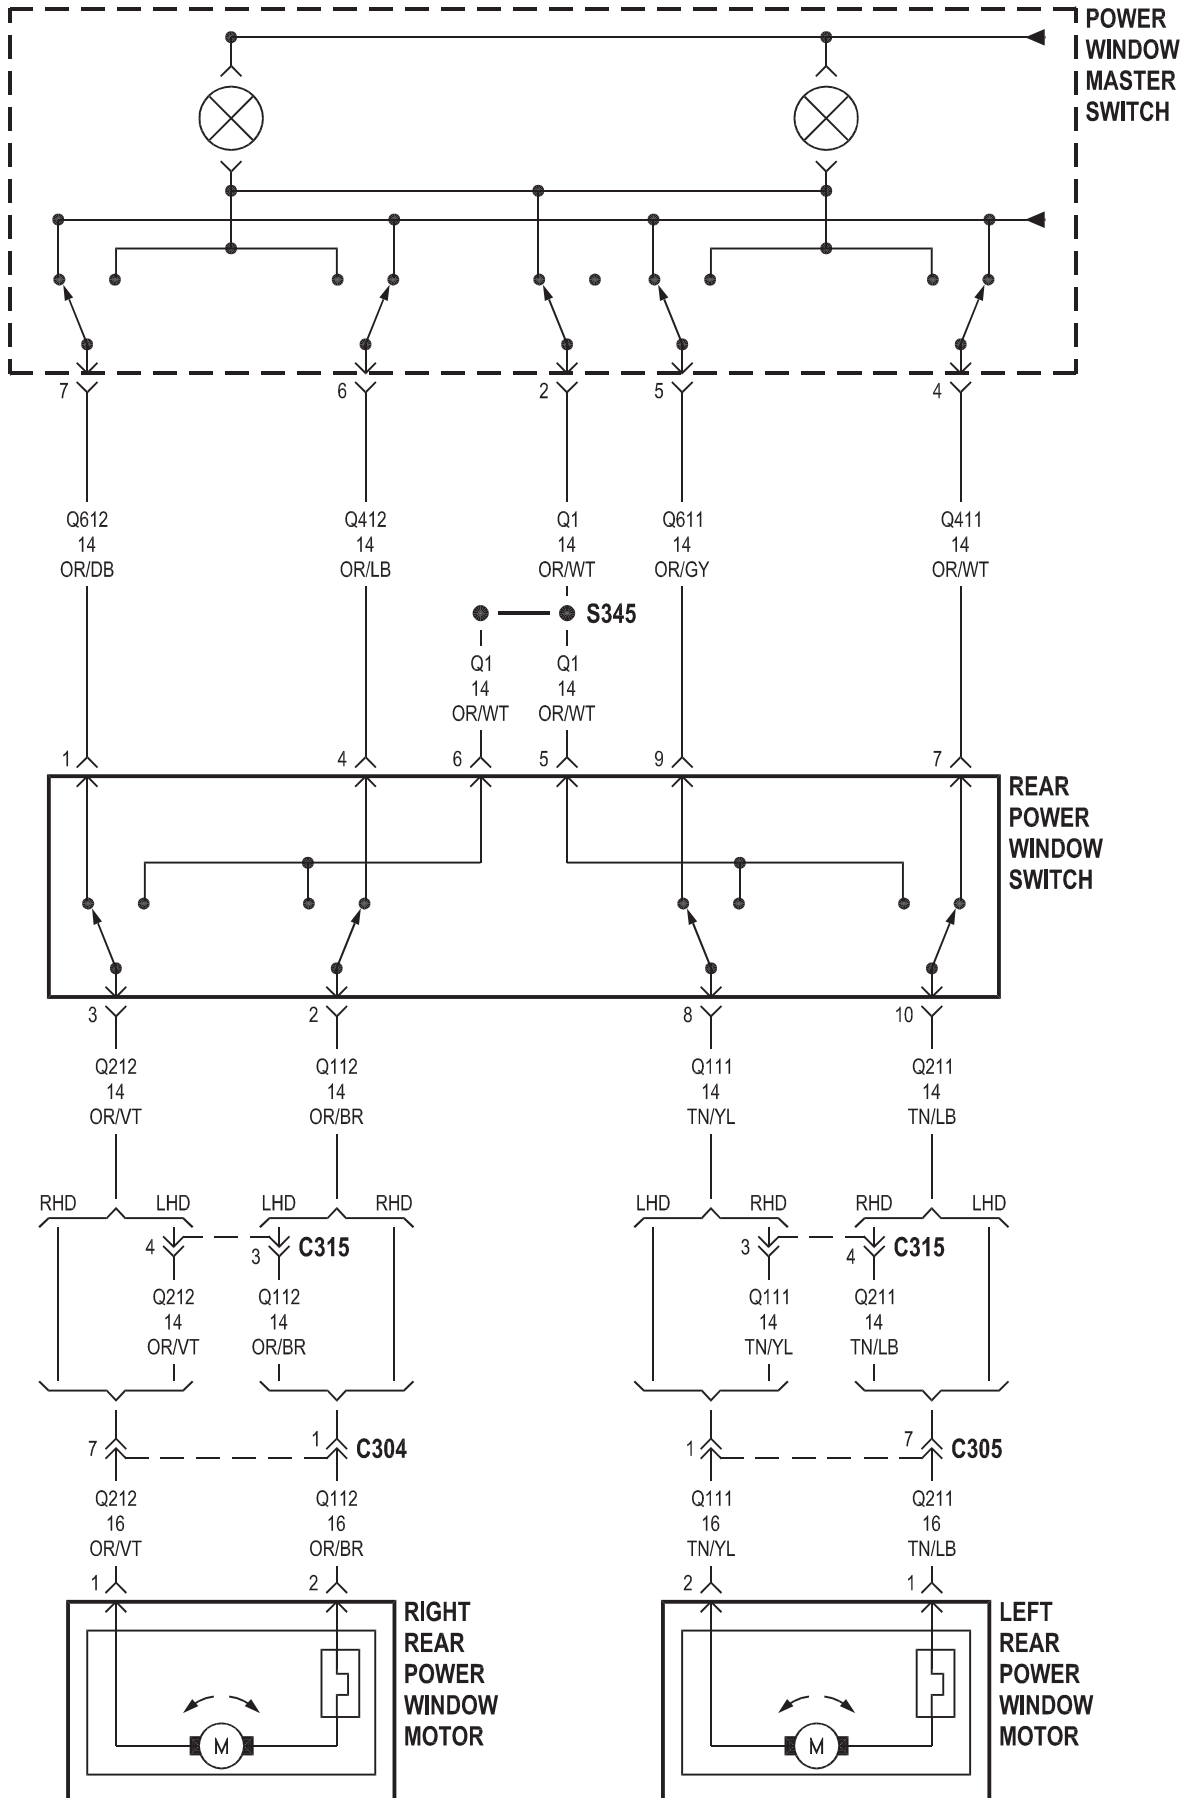 POWER
WINDOW
MASTER
SWITCH
7 6 2 5 4
Q612 Q412 Q1 Q611 Q411
14 14 14 14 14
OR/DB OR/LB OR/WT OR/GY OR/WT
S345
Q1 Q1
14 14
OR/WT OR/WT
1 4 6 5 9 7
REAR
POWER
WINDOW
SWITCH
3 2 8 10
Q212 Q112 Q111 Q211
14 14 14 14
OR/VT OR/BR TN/YL TN/LB
RHD LHD LHD RHD LHD RHD RHD LHD
4 3 C315 3 4 C315
Q212 Q112 Q111 Q211
14 14 14 14
OR/VT OR/BR TN/YL TN/LB
7 1 C304 1 7 C305
Q212 Q112 Q111 Q211
16 16 16 16
OR/VT OR/BR TN/YL TN/LB
1 2 2 1
RIGHT
REAR
POWER
WINDOW
MOTOR
M
LEFT
REAR
POWER
WINDOW
MOTOR
M